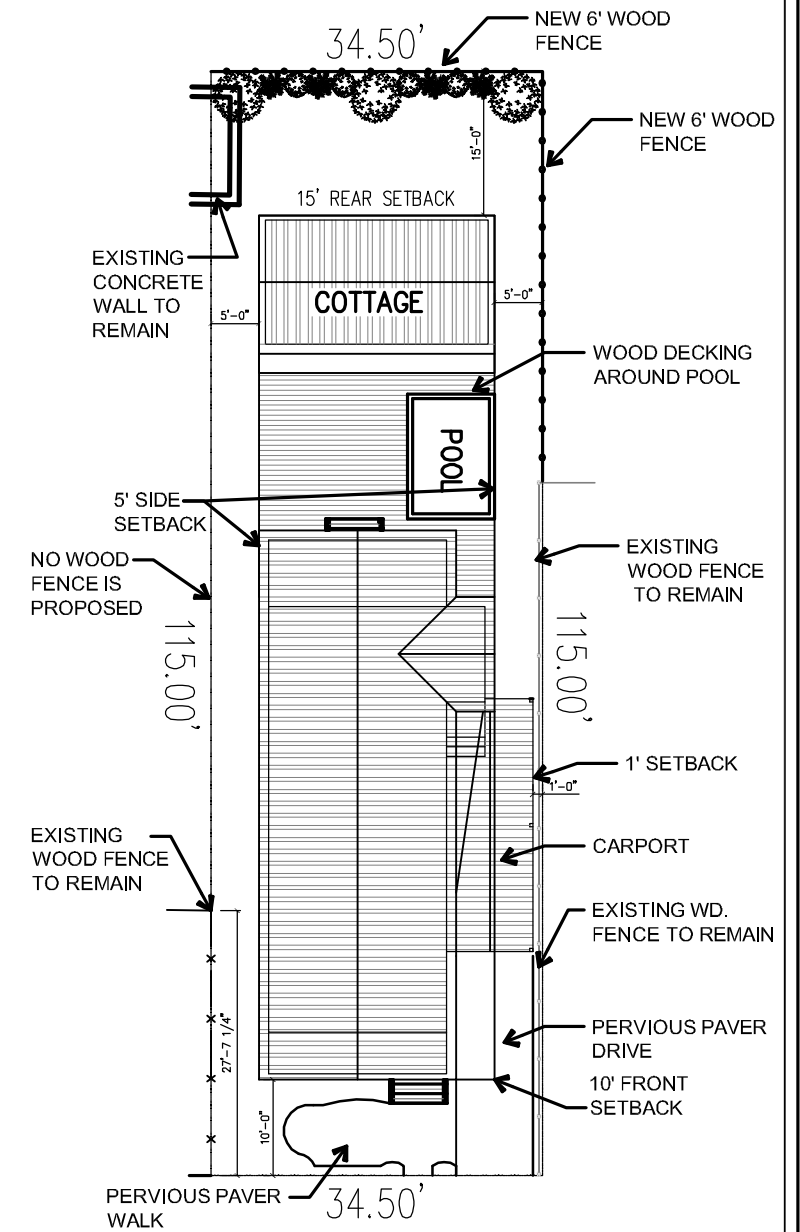 NEW 6' WOOD
FENCE
34.50'
NEW 6' WOOD
FENCE
15'-0"
15' REAR SETBACK
EXISTING
CONCRETE
WALL TO
REMAIN
COTTAGE
5'-0"
5'-0"
WOOD DECKING
AROUND POOL
POOL
5' SIDE
SETBACK
NO WOOD
FENCE IS
PROPOSED
EXISTING
WOOD FENCE
TO REMAIN
115.00'
115.00'
1' SETBACK
1'-0"
EXISTING
WOOD FENCE
TO REMAIN
CARPORT
EXISTING WD.
FENCE TO REMAIN
27'-7 1/4"
PERVIOUS PAVER
DRIVE
10' FRONT
SETBACK
10'-0"
PERVIOUS PAVER
WALK
34.50'